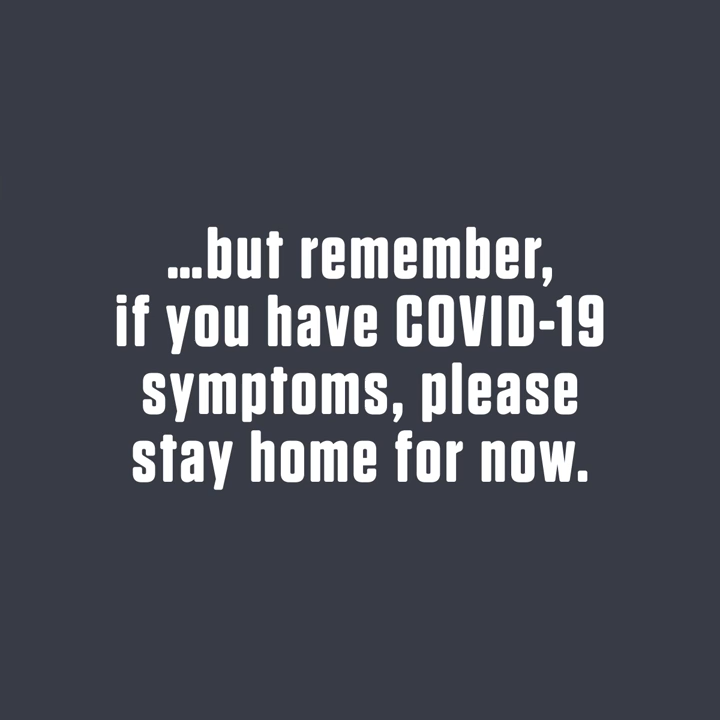 ...but remember,
if you have COVID-19
symptoms, please
stay home for now.